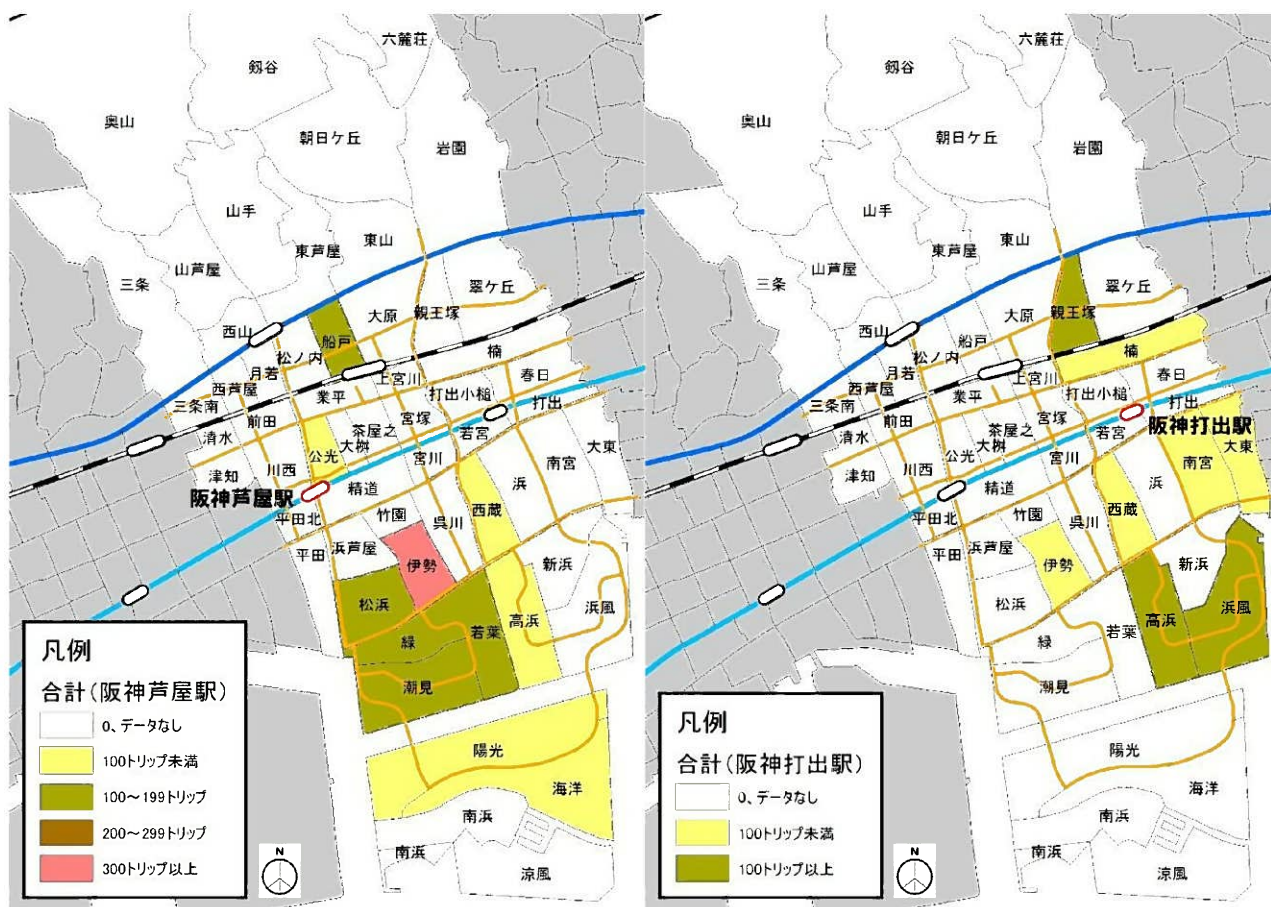 六麓荘
剱谷
奥山
朝日ケ丘
岩園
山手
東芦屋
東山
山芦屋
三条
翠ケ丘
西山
船戸
大原
親王塚
松ノ内
楠
月若
上宮川
西芦屋
業平
春日
三条南
前田
打出小槌
打出
清水
宮塚
茶屋之
若宮
大桝
大東
津知
川西
公光
宮川
南宮
阪神芦屋駅
精道
浜
平田北
竹園
西蔵
呉川
平田
浜芦屋
伊勢
新浜
松浜
高浜
浜風
緑
若葉
潮見
陽光
海洋
南浜
南浜
涼風
凡例
合計(阪神芦屋駅)
0、データなし
100トリップ未満
100～199トリップ
200～299トリップ
300トリップ以上
N
六麓荘
剱谷
奥山
朝日ケ丘
岩園
山手
東芦屋
東山
山芦屋
三条
翠ケ丘
西山
船戸
大原
親王塚
松ノ内
楠
月若
上宮川
西芦屋
業平
春日
三条南
前田
打出小槌
打出
清水
宮塚
茶屋之
若宮
阪神打出駅
大桝
大東
津知
川西
公光
宮川
南宮
精道
浜
平田北
竹園
西蔵
呉川
平田
浜芦屋
伊勢
新浜
松浜
高浜
浜風
緑
若葉
潮見
陽光
海洋
南浜
南浜
涼風
凡例
合計(阪神打出駅)
0、データなし
100トリップ未満
100トリップ以上
N